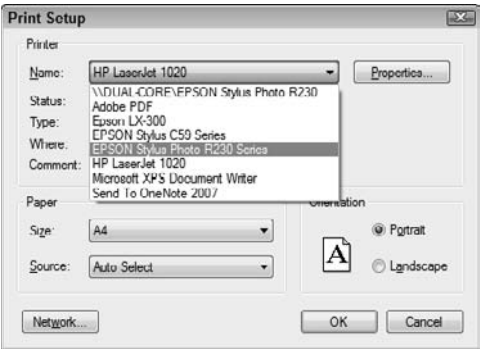 Print Setup
Printer
Name: HP LaserJet 1020 Properties...
\\DUAL-CORE\EPSON Stylus Photo R230
Status: Adobe PDF
Type: Epson LX-300
EPSON Stylus C59 Series
Where: EPSON Stylus Photo R230 Series
Comment: HP LaserJet 1020
Microsoft XPS Document Writer
Send To OneNote 2007
Paper Orientation
Size: A4 Portrait
A
Source: Auto Select Landscape
Network... OK Cancel